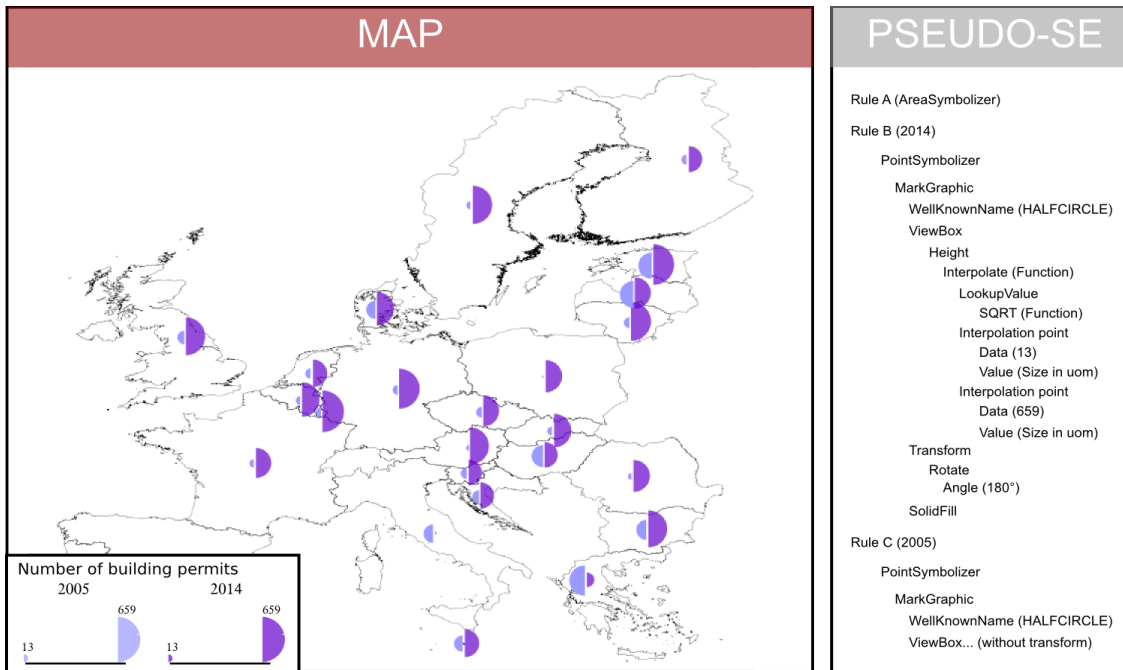 MAP
Number of building permits
2005
2014
659
659
13
13
PSEUDO-SE
Rule A (AreaSymbolizer)
Rule B (2014)
PointSymbolizer
MarkGraphic
WellKnownName (HALFCIRCLE)
ViewBox
Height
Interpolate (Function)
LookupValue
SQRT (Function)
Interpolation point
Data (13)
Value (Size in uom)
Interpolation point
Data (659)
Value (Size in uom)
Transform
Rotate
Angle (180°)
SolidFill
Rule C (2005)
PointSymbolizer
MarkGraphic
WellKnownName (HALFCIRCLE)
ViewBox... (without transform)